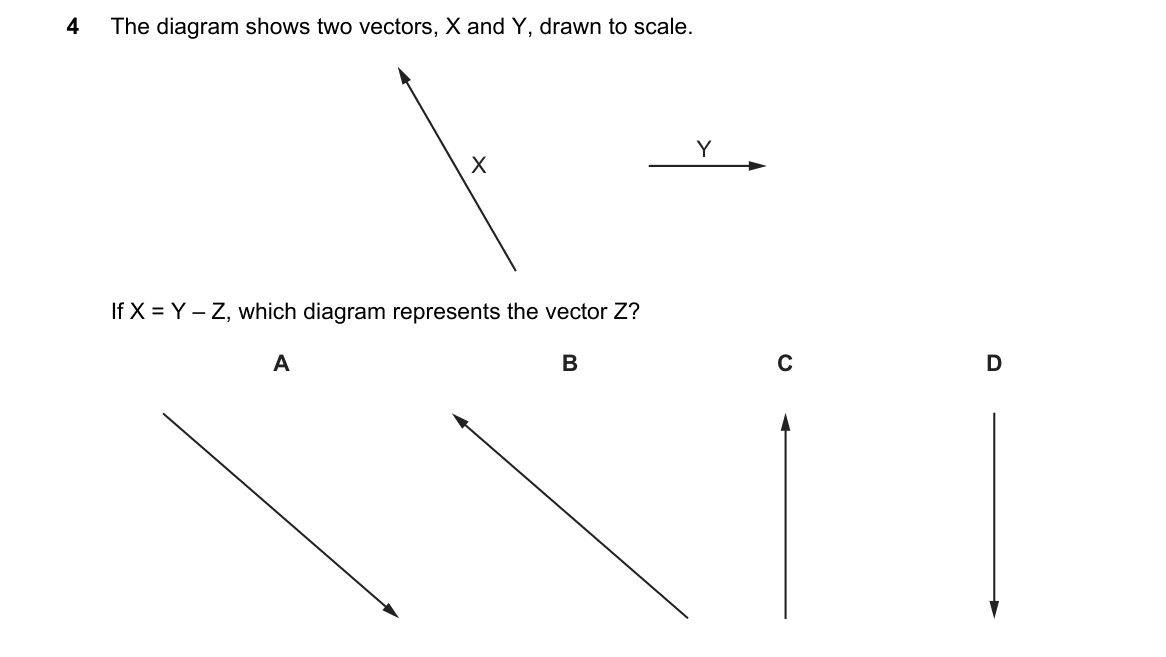 4 The diagram shows two vectors, X and Y, drawn to scale.
X
Y
If X = Y – Z, which diagram represents the vector Z?
A B C D